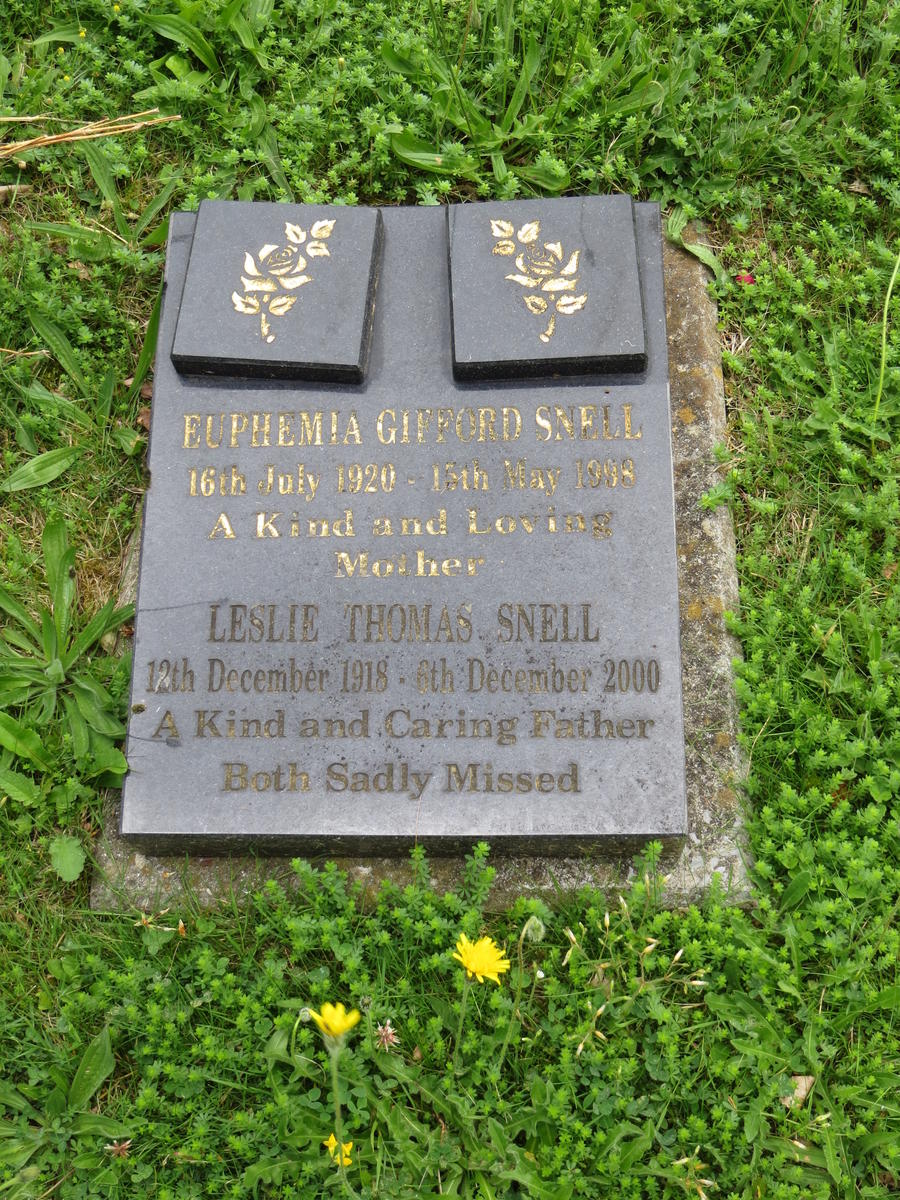 EUPHEMIA GIFFORD SNELL
16th July 1920 - 15th May 1998
A Kind and Loving
Mother
LESLIE THOMAS SNELL
12th December 1918 - 6th December 2000
A Kind and Caring Father
Both Sadly Missed